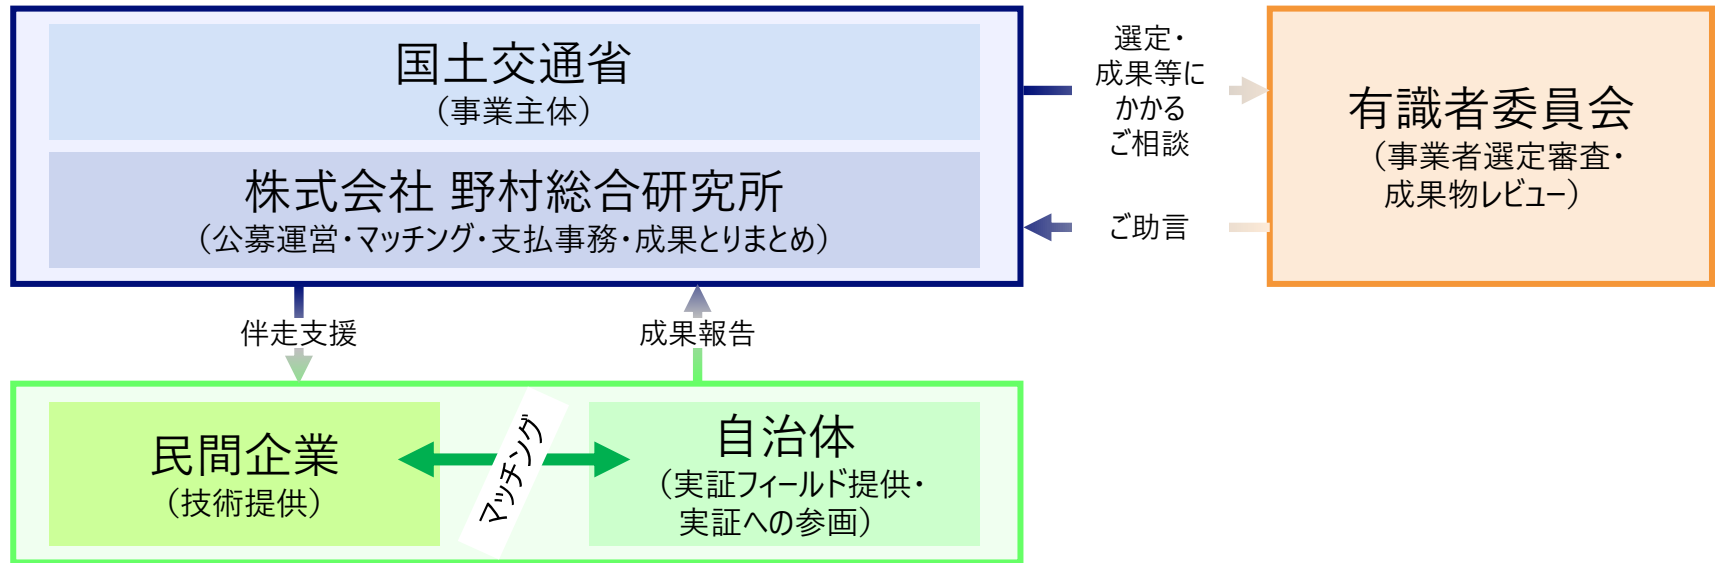 国土交通省
（事業主体）
株式会社 野村総合研究所
（公募運営・マッチング・支払事務・成果とりまとめ）
選定・
成果等に
かかる
ご相談
ご助言
有識者委員会
（事業者選定審査・
成果物レビュー）
伴走支援
成果報告
民間企業
（技術提供）
マッチング
自治体
（実証フィールド提供・
実証への参画）